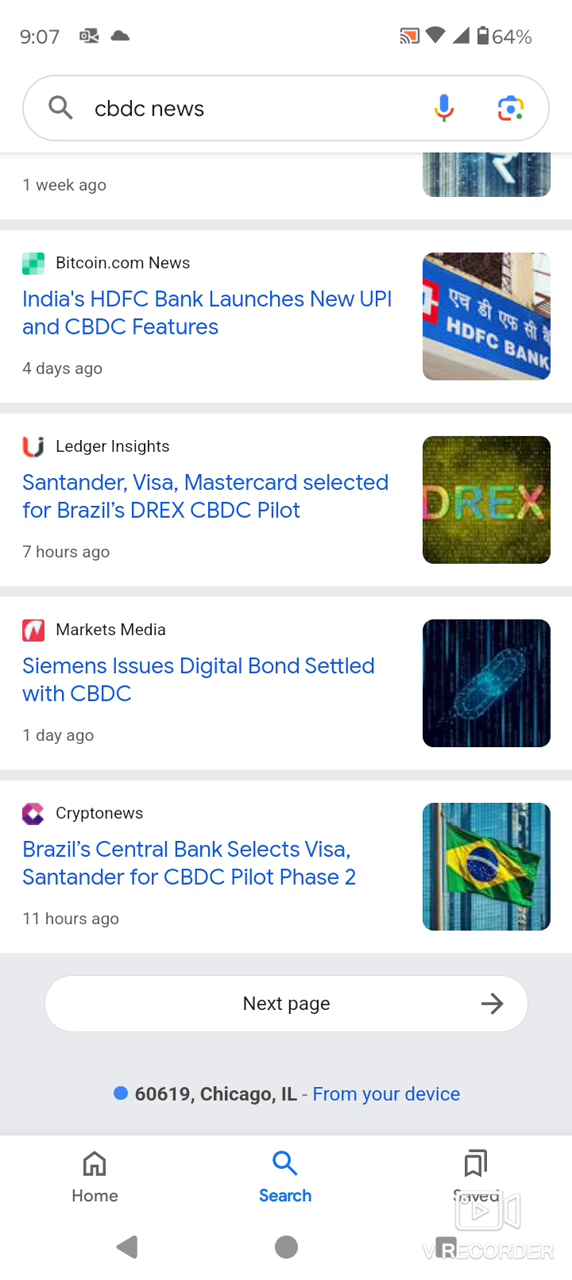 9:07
64%
cbdc news
1 week ago
₹
Bitcoin.com News
India's HDFC Bank Launches New UPI
and CBDC Features
4 days ago
एच डी एफ सी
HDFC BANK
Ledger Insights
Santander, Visa, Mastercard selected
for Brazil’s DREX CBDC Pilot
7 hours ago
DREX
Markets Media
Siemens Issues Digital Bond Settled
with CBDC
1 day ago
Cryptonews
Brazil’s Central Bank Selects Visa,
Santander for CBDC Pilot Phase 2
11 hours ago
Next page
60619, Chicago, IL - From your device
Home
Search
Saved
VRECORDER